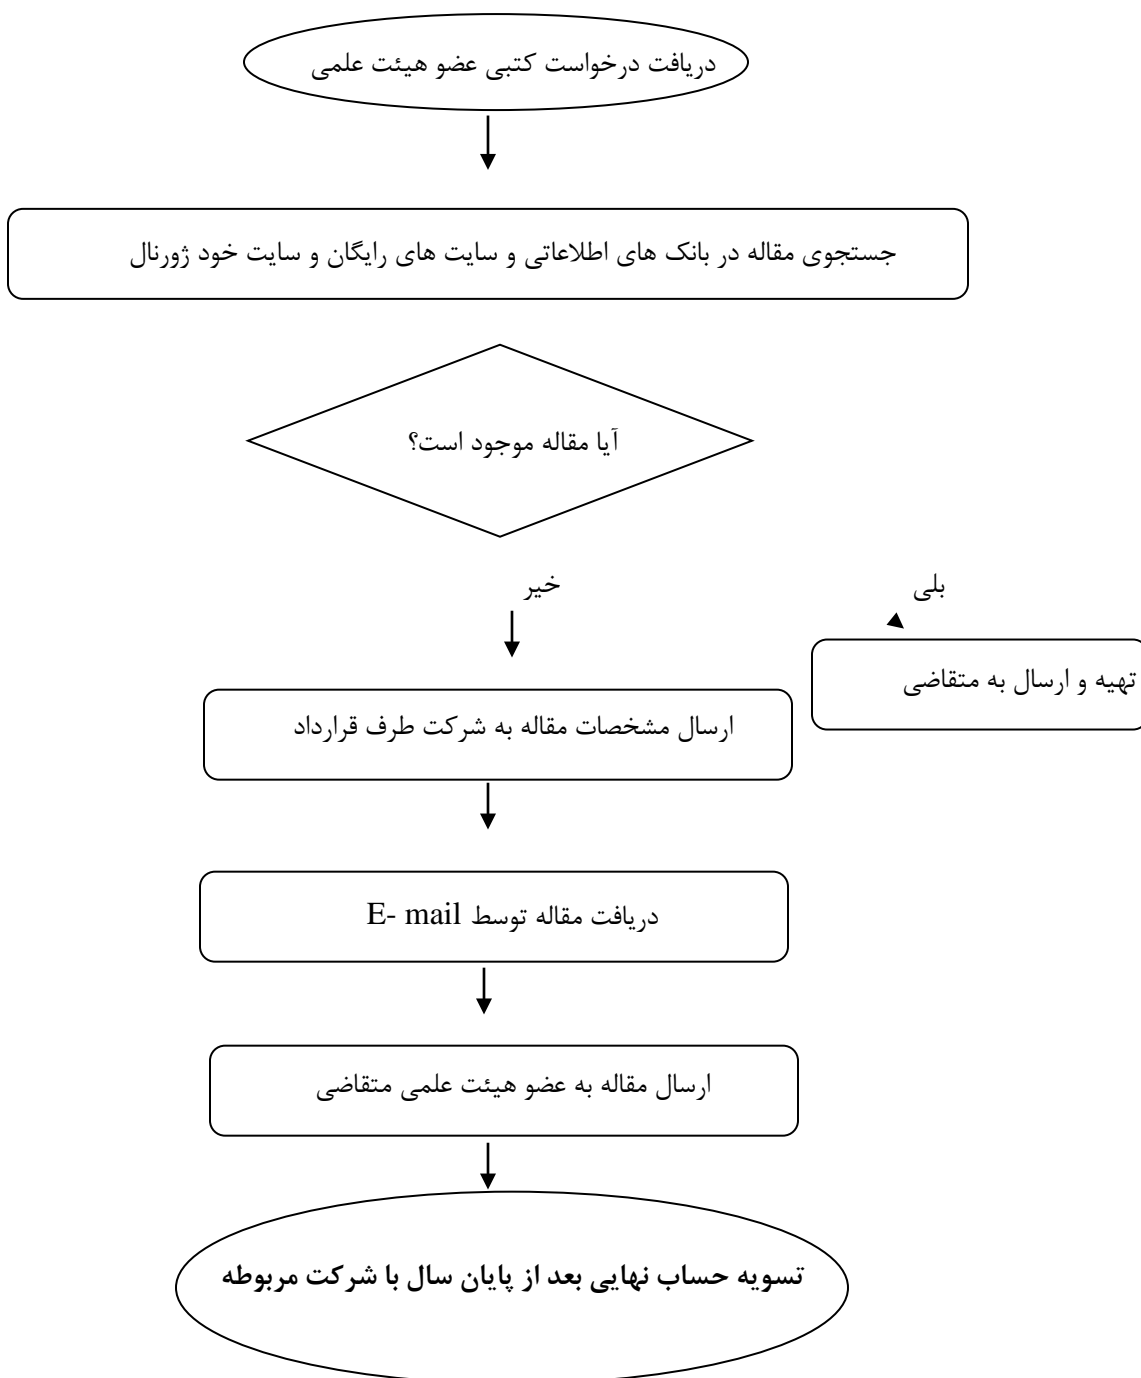 دریافت درخواست کتبی عضو هیئت علمی
جستجوی مقاله در بانک های اطلاعاتی و سایت های رایگان و سایت خود ژورنال
آیا مقاله موجود است؟
بلی
خیر
تهیه و ارسال به متقاضی
ارسال مشخصات مقاله به شرکت طرف قرارداد
دریافت مقاله توسط E- mail
ارسال مقاله به عضو هیئت علمی متقاضی
تسویه حساب نهایی بعد از پایان سال با شرکت مربوطه